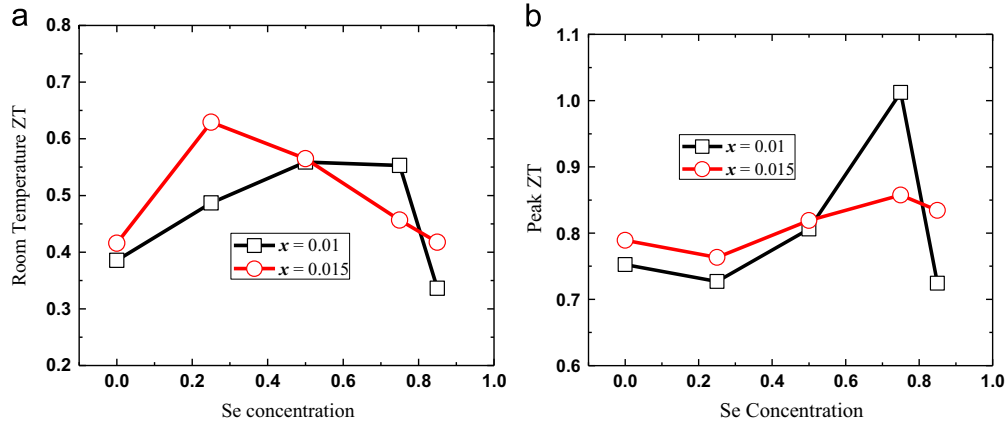 a
0.8
0.7
0.6
0.5
0.4
0.3
0.2
Room Temperature ZT
x = 0.01
x = 0.015
0.0 0.2 0.4 0.6 0.8 1.0
Se concentration
b
1.1
1.0
0.9
0.8
0.7
0.6
Peak ZT
x = 0.01
x = 0.015
0.0 0.2 0.4 0.6 0.8 1.0
Se Concentration